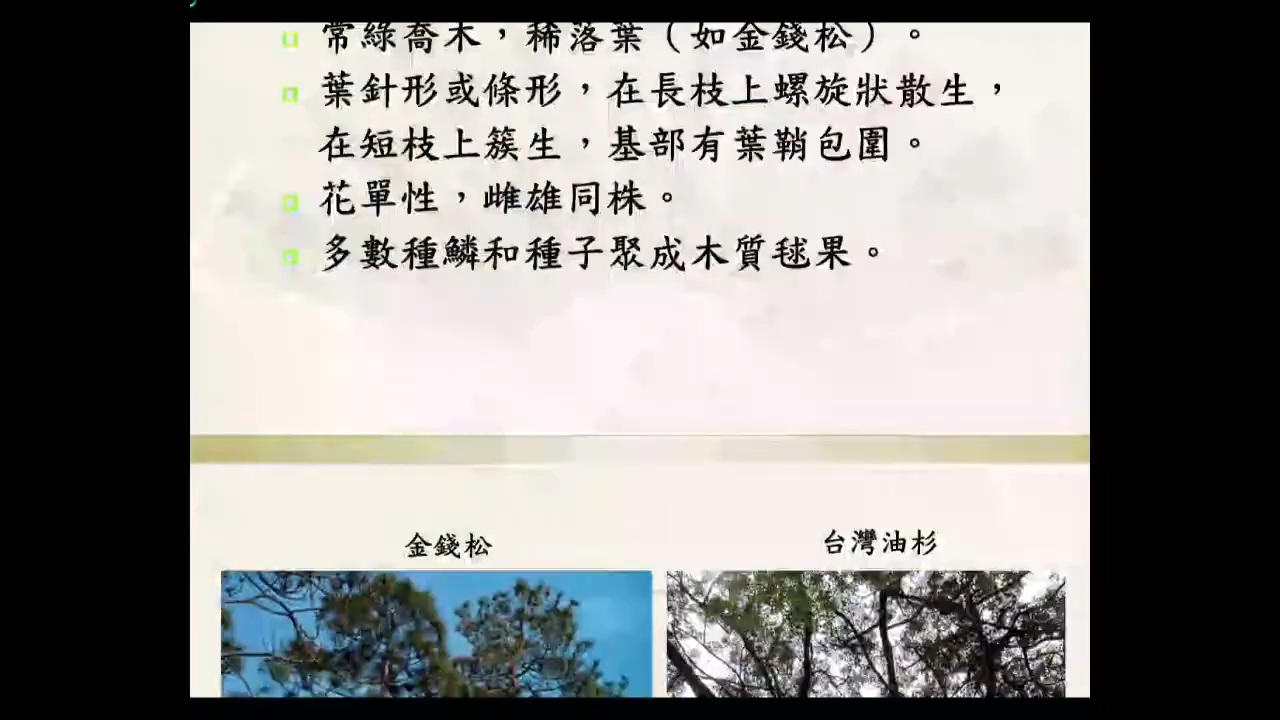 常綠喬木，稀落葉（如金錢松）。
葉針形或條形，在長枝上螺旋狀散生，
在短枝上簇生，基部有葉鞘包圍。
花單性，雌雄同株。
多數種鱗和種子聚成木質毬果。
金錢松 台灣油杉